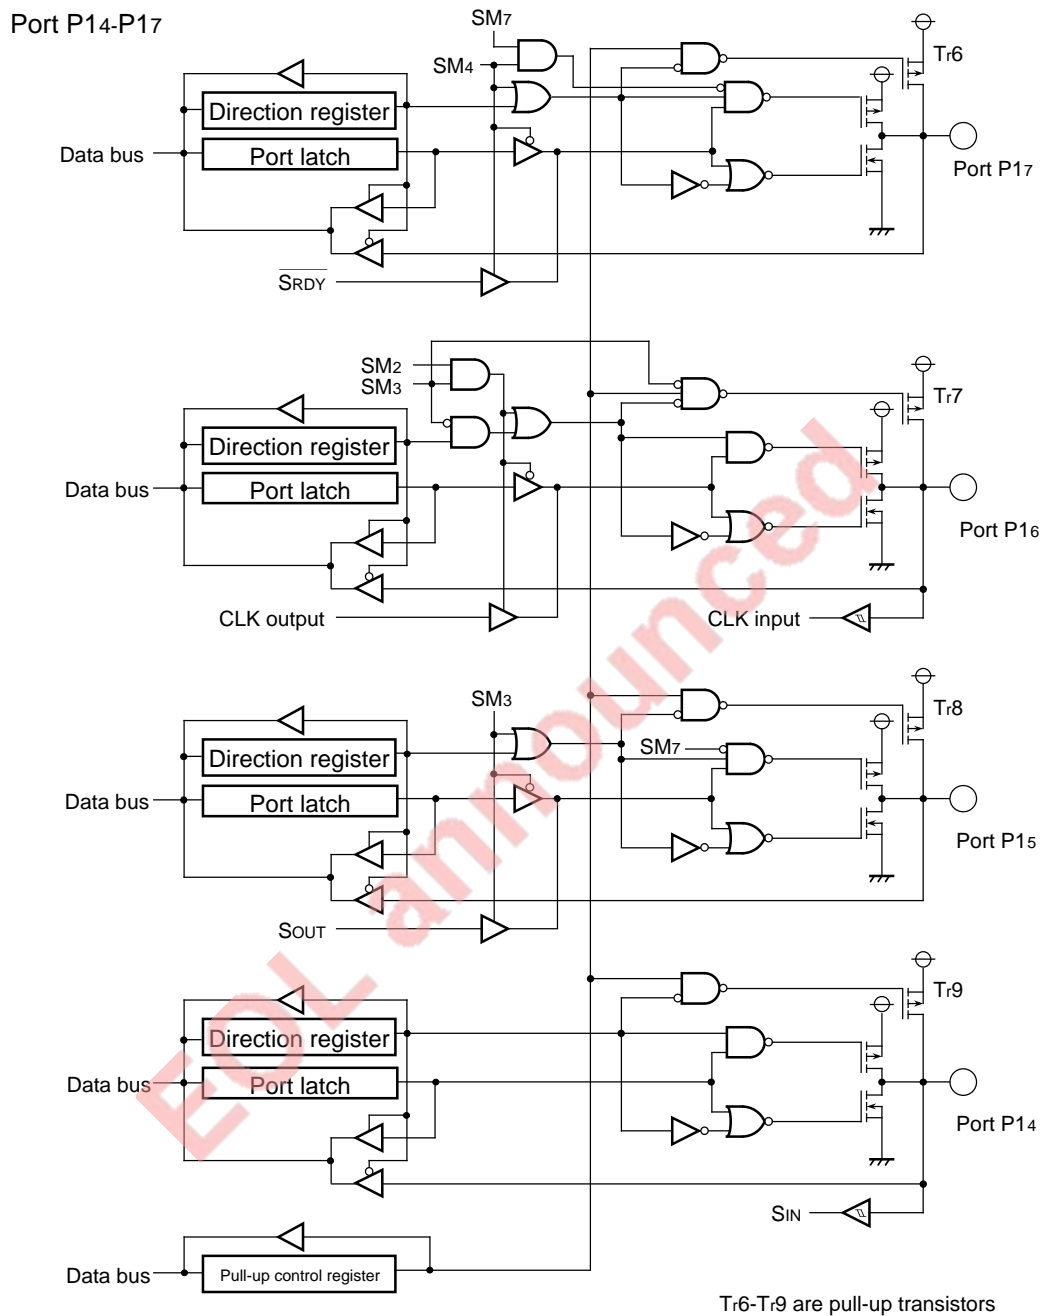 Port P14-P17
SM7
SM4
Tr6
Direction register
Data bus
Port latch
Port P17
SRDY
SM2
SM3
Tr7
Direction register
Data bus
Port latch
Port P16
CLK output
CLK input
SM3
Tr8
SM7
Direction register
Data bus
Port latch
Port P15
SOUT
Tr9
Direction register
Data bus
Port latch
Port P14
SIN
Data bus
Pull-up control register
Tr6-Tr9 are pull-up transistors
EOL announced